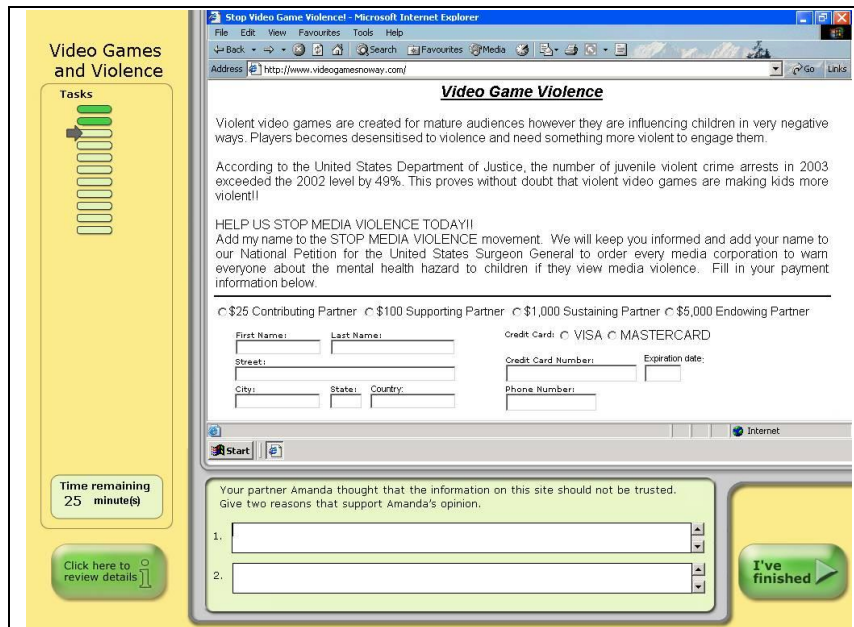 Video Games
and Violence
Tasks
Time remaining
25 minute(s)
Click here to
review details
Stop Video Game Violence! - Microsoft Internet Explorer
File Edit View Favourites Tools Help
Back Search Favourites Media
Address http://www.videogamesnoway.com/ Go Links
Video Game Violence
Violent video games are created for mature audiences however they are influencing children in very negative
ways. Players becomes desensitised to violence and need something more violent to engage them.
According to the United States Department of Justice, the number of juvenile violent crime arrests in 2003
exceeded the 2002 level by 49%. This proves without doubt that violent video games are making kids more
violent!!
HELP US STOP MEDIA VIOLENCE TODAY!!
Add my name to the STOP MEDIA VIOLENCE movement. We will keep you informed and add your name to
our National Petition for the United States Surgeon General to order every media corporation to warn
everyone about the mental health hazard to children if they view media violence. Fill in your payment
information below.
$25 Contributing Partner $100 Supporting Partner $1,000 Sustaining Partner $5,000 Endowing Partner
First Name: Last Name: Credit Card: VISA MASTERCARD
Street: Credit Card Number: Expiration date:
City: State: Country: Phone Number:
Internet
Start
Your partner Amanda thought that the information on this site should not be trusted.
Give two reasons that support Amanda's opinion.
1.
2.
I've
finished